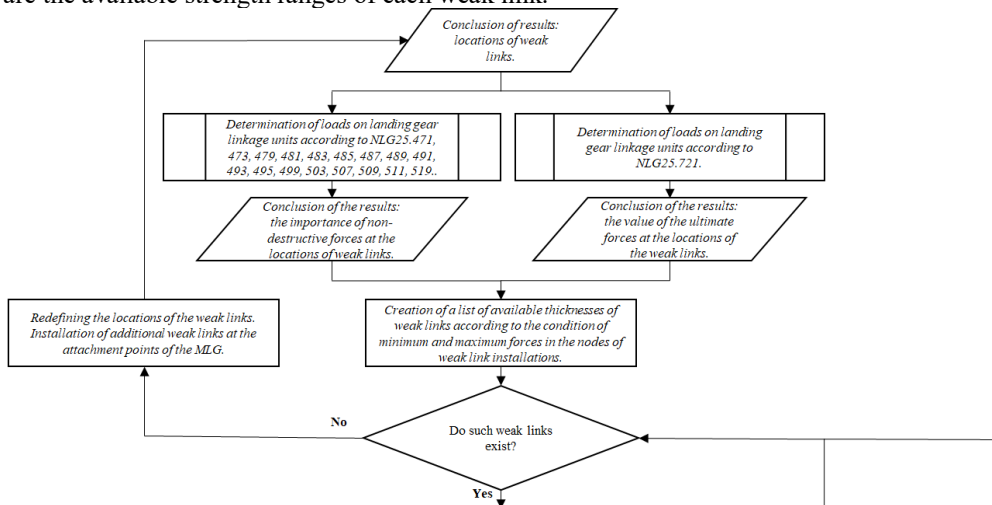 are the available strength ranges of each weak link.
Conclusion of results:
locations of weak
links.
Determination of loads on landing gear
linkage units according to NLG25.471,
473, 479, 481, 483, 485, 487, 489, 491,
493, 495, 499, 503, 507, 509, 511, 519..
Determination of loads on landing
gear linkage units according to
NLG25.721.
Conclusion of the results:
the importance of non-
destructive forces at the
locations of weak links.
Conclusion of the results:
the value of the ultimate
forces at the locations of
the weak links.
Redefining the locations of the weak links.
Installation of additional weak links at the
attachment points of the MLG.
Creation of a list of available thicknesses of
weak links according to the condition of
minimum and maximum forces in the nodes of
weak link installations.
No
Do such weak links
exist?
Yes